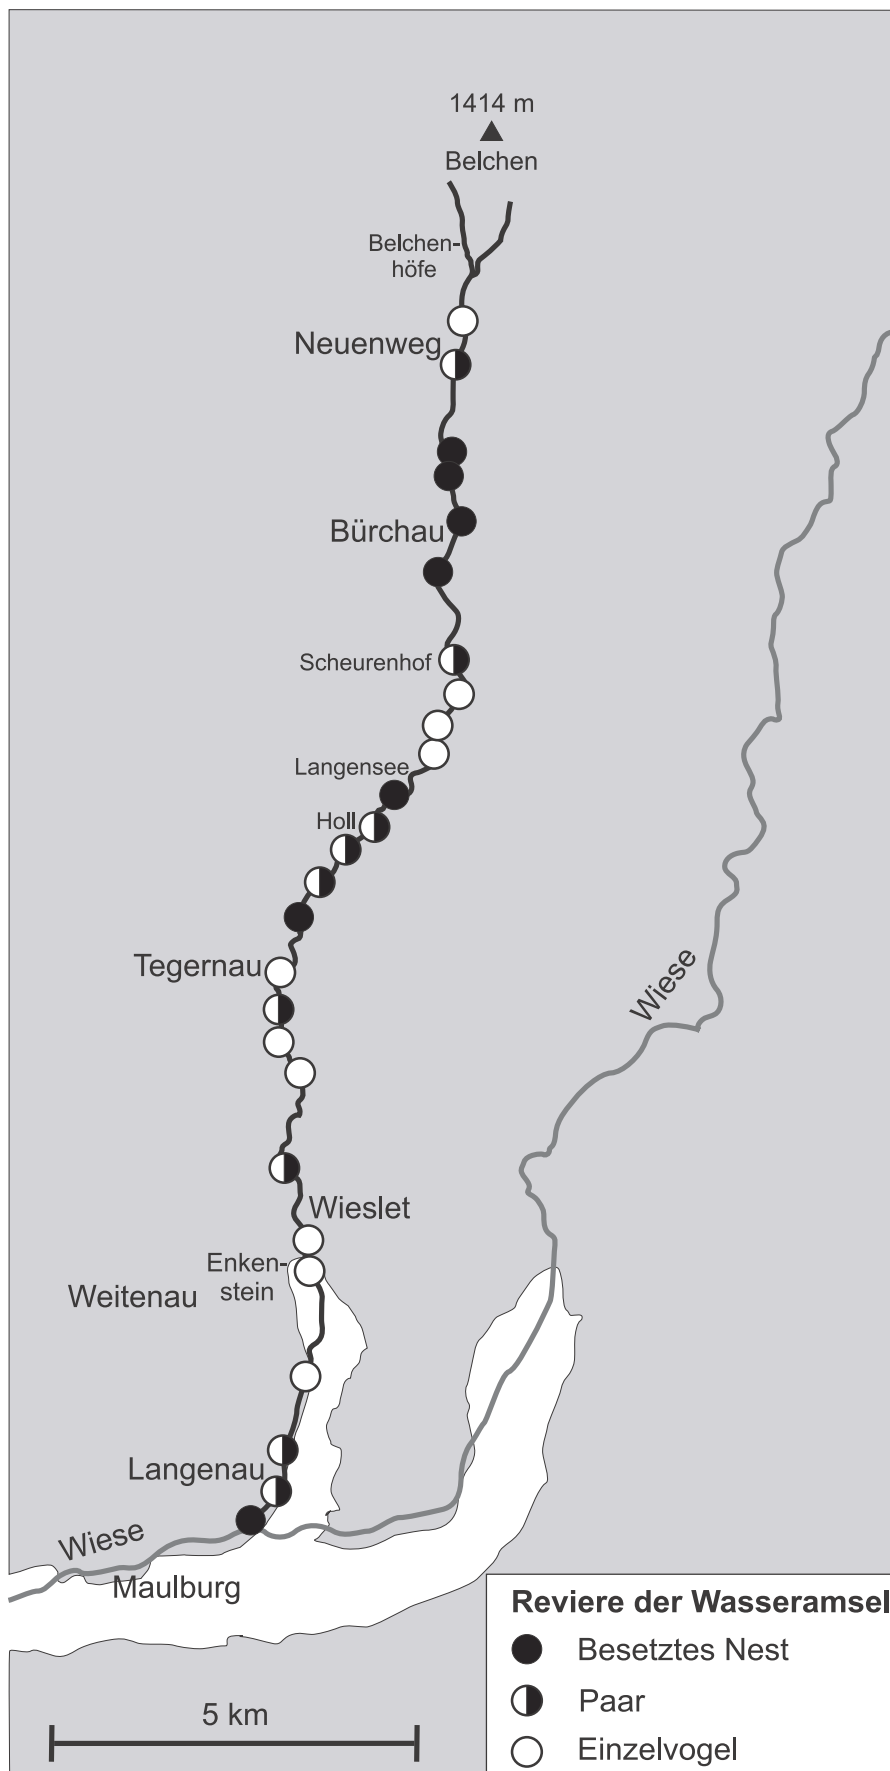 1414 m
Belchen
Belchen-
höfe
Neuenweg
Bürchau
Scheurenhof
Langensee
Holl
Tegernau
Wiese
Wieslet
Enken-
stein
Weitenau
Langenau
Wiese
Maulburg
Reviere der Wasseramsel
Besetztes Nest
Paar
Einzelvogel
5 km